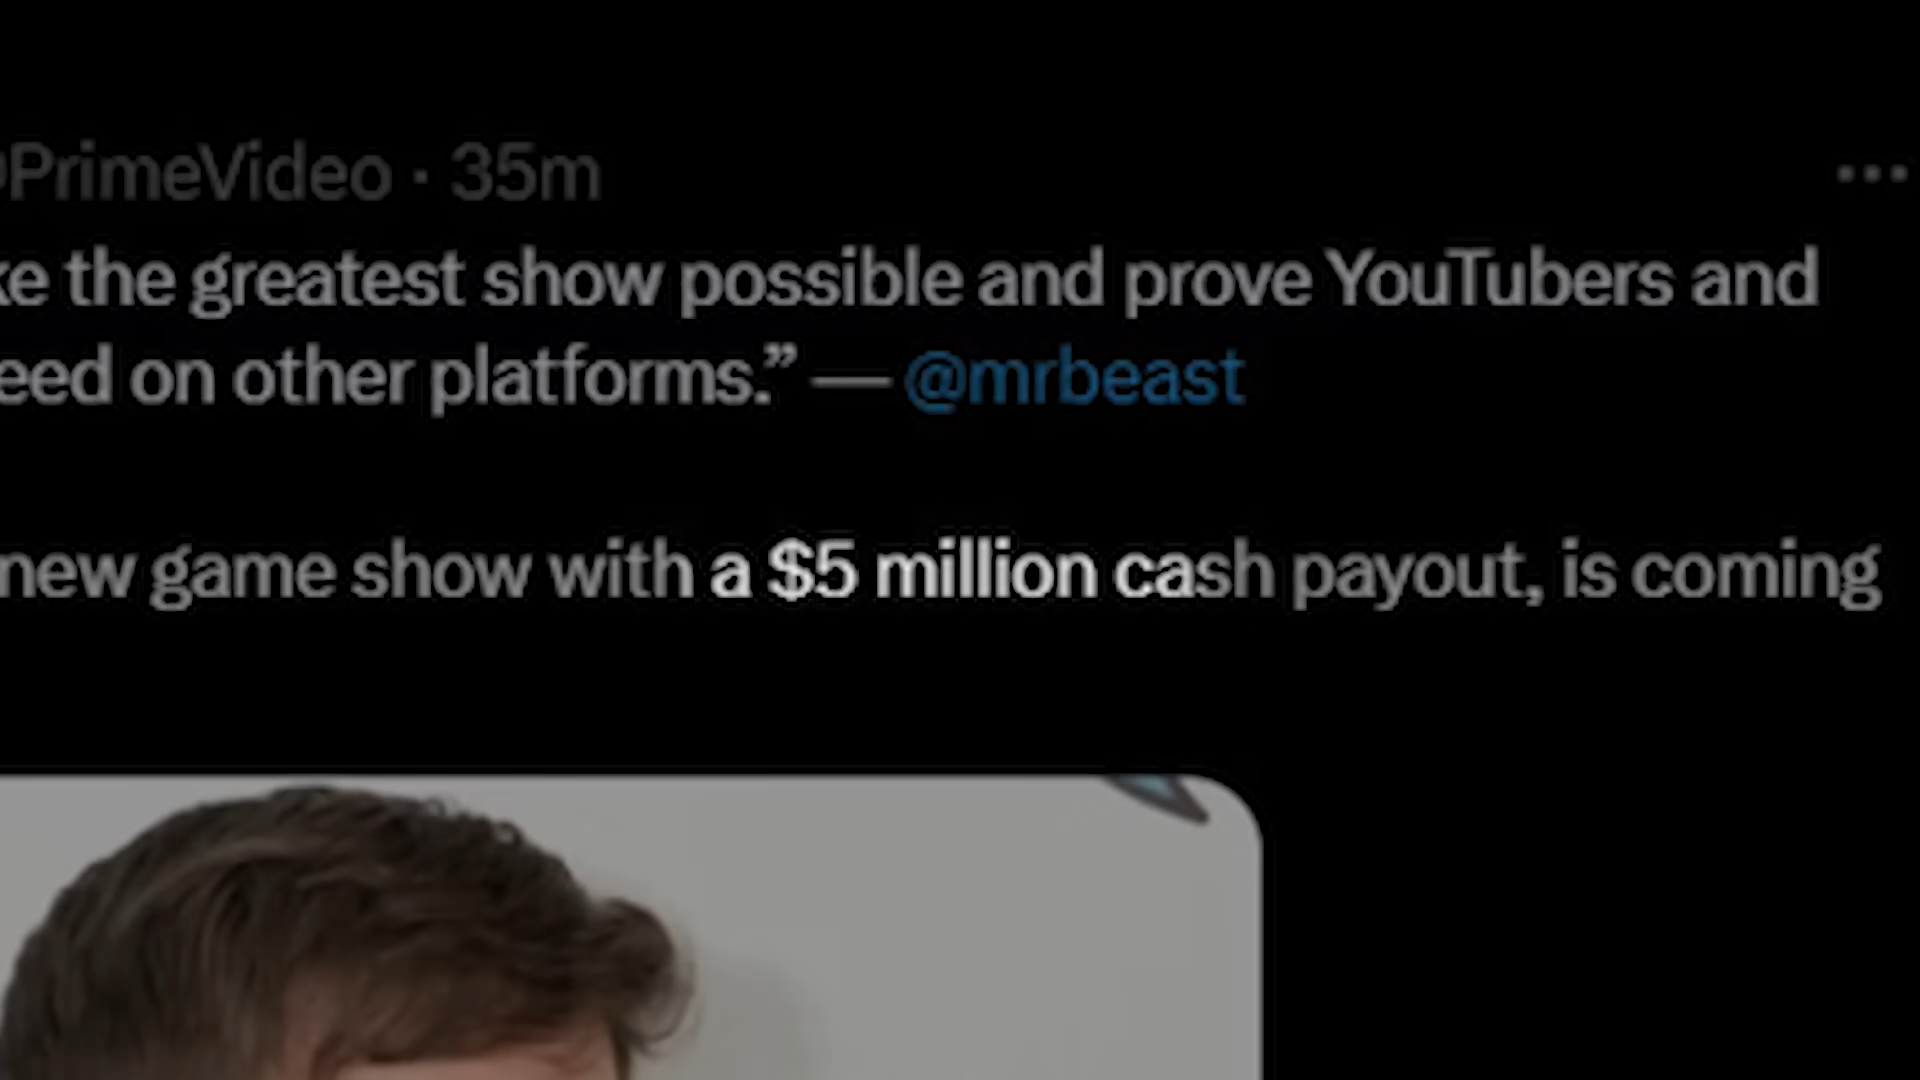 @PrimeVideo · 35m
ke the greatest show possible and prove YouTubers and
eed on other platforms.” — @mrbeast
new game show with a $5 million cash payout, is coming